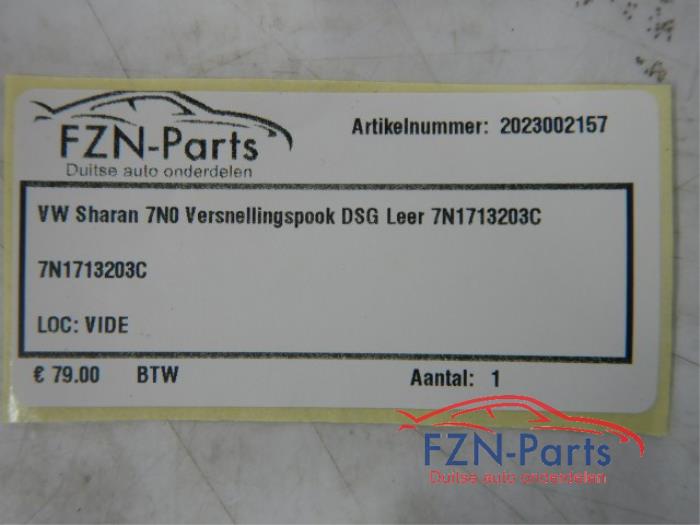 FZN-Parts
Duitse auto onderdelen
Artikelnummer: 2023002157
VW Sharan 7N0 Versnellingspook DSG Leer 7N1713203C
7N1713203C
LOC: VIDE
€ 79.00 BTW Aantal: 1
FZN-Parts
Duitse auto onderdelen